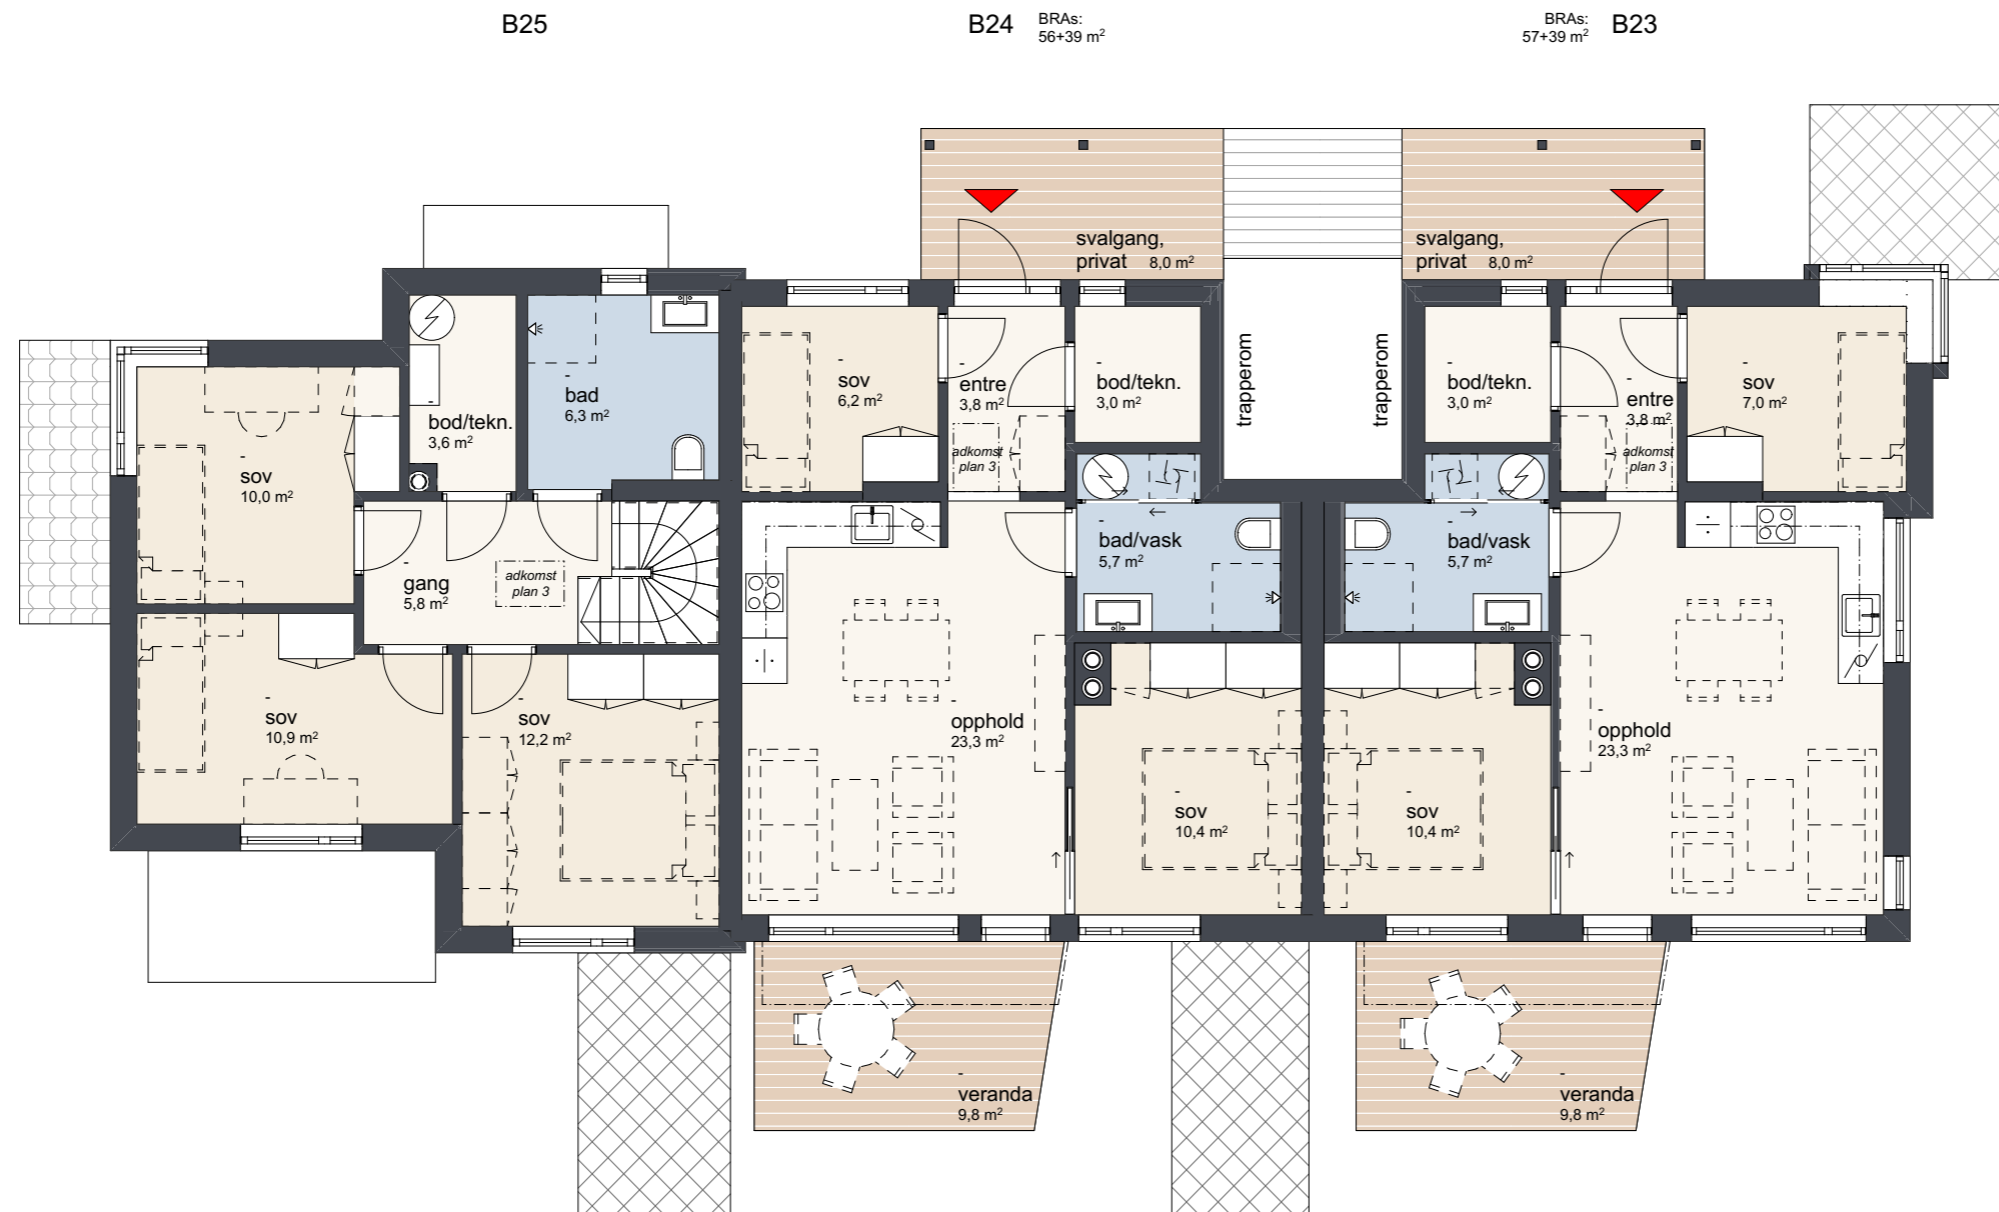 B25
B24
BRAs:
56+39 m²
BRAs:
57+39 m²
B23
svalgang,
privat 8,0 m²
svalgang,
privat 8,0 m²
trapperom
trapperom
-
bod/tekn.
3,6 m²
-
bad
6,3 m²
-
sov
6,2 m²
-
entre
3,8 m²
-
bod/tekn.
3,0 m²
-
bod/tekn.
3,0 m²
-
entre
3,8 m²
-
sov
7,0 m²
adkomst
plan 3
adkomst
plan 3
-
sov
10,0 m²
-
gang
5,8 m²
adkomst
plan 3
-
bad/vask
5,7 m²
-
bad/vask
5,7 m²
-
sov
10,9 m²
-
sov
12,2 m²
-
opphold
23,3 m²
-
opphold
23,3 m²
-
sov
10,4 m²
-
sov
10,4 m²
-
veranda
9,8 m²
-
veranda
9,8 m²